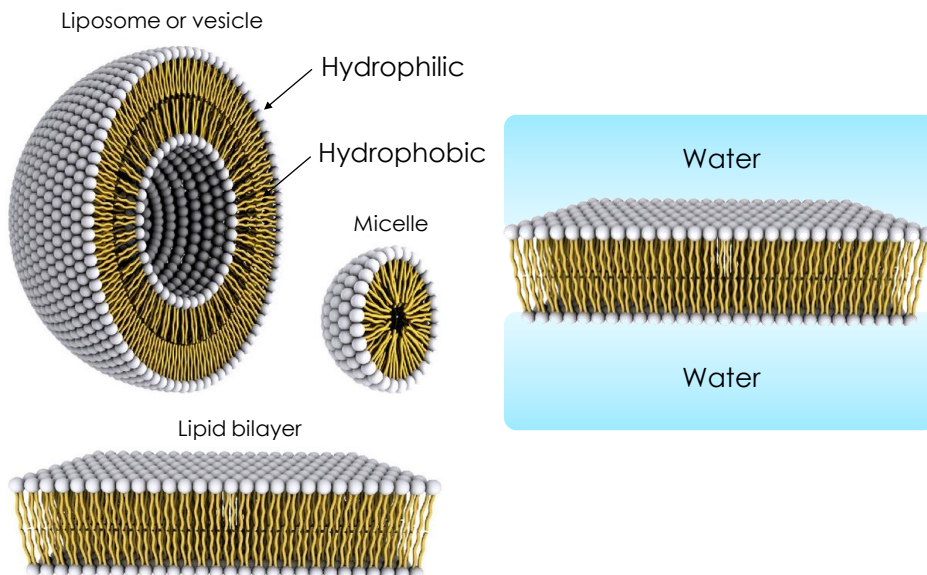 Liposome or vesicle
Hydrophilic
Hydrophobic
Micelle
Water
Water
Lipid bilayer